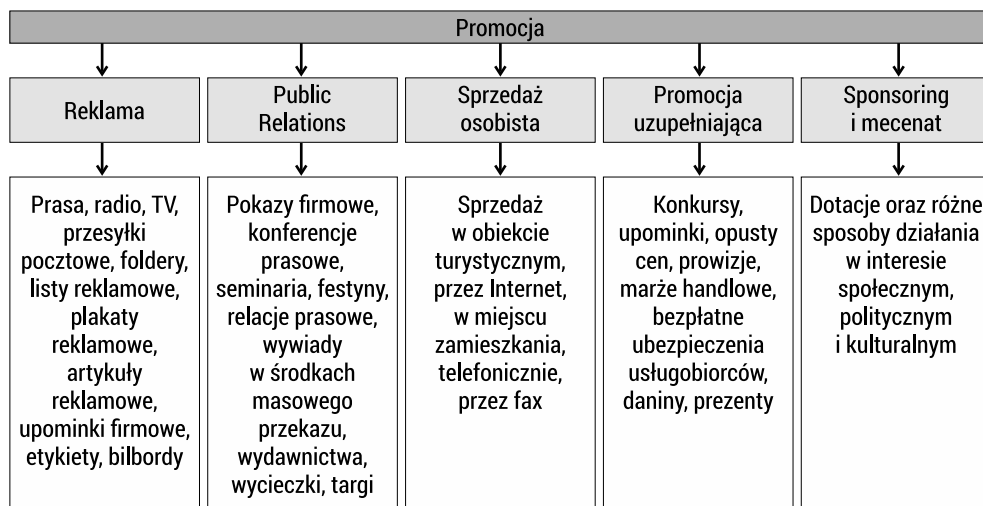 Promocja
Reklama
Public
Relations
Sprzedaż
osobista
Promocja
uzupełniająca
Sponsoring
i mecenat
Prasa, radio, TV,
przesyłki
pocztowe, foldery,
listy reklamowe,
plakaty
reklamowe,
artykuły
reklamowe,
upominki firmowe,
etykiety, bilbordy
Pokazy firmowe,
konferencje
prasowe,
seminaria, festyny,
relacje prasowe,
wywiady
w środkach
masowego
przekazu,
wydawnictwa,
wycieczki, targi
Sprzedaż
w obiekcie
turystycznym,
przez Internet,
w miejscu
zamieszkania,
telefonicznie,
przez fax
Konkursy,
upominki, opusty
cen, prowizje,
marże handlowe,
bezpłatne
ubezpieczenia
usługobiorców,
daniny, prezenty
Dotacje oraz różne
sposoby działania
w interesie
społecznym,
politycznym
i kulturalnym